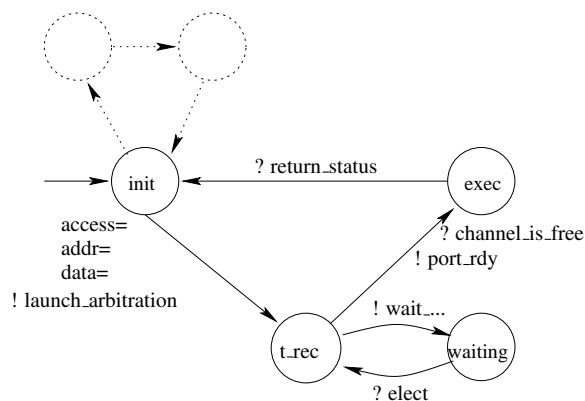 init
? return_status
exec
access=
addr=
data=
! launch_arbitration
? channel_is_free
! port_rdy
! wait_...
t_rec
waiting
? elect